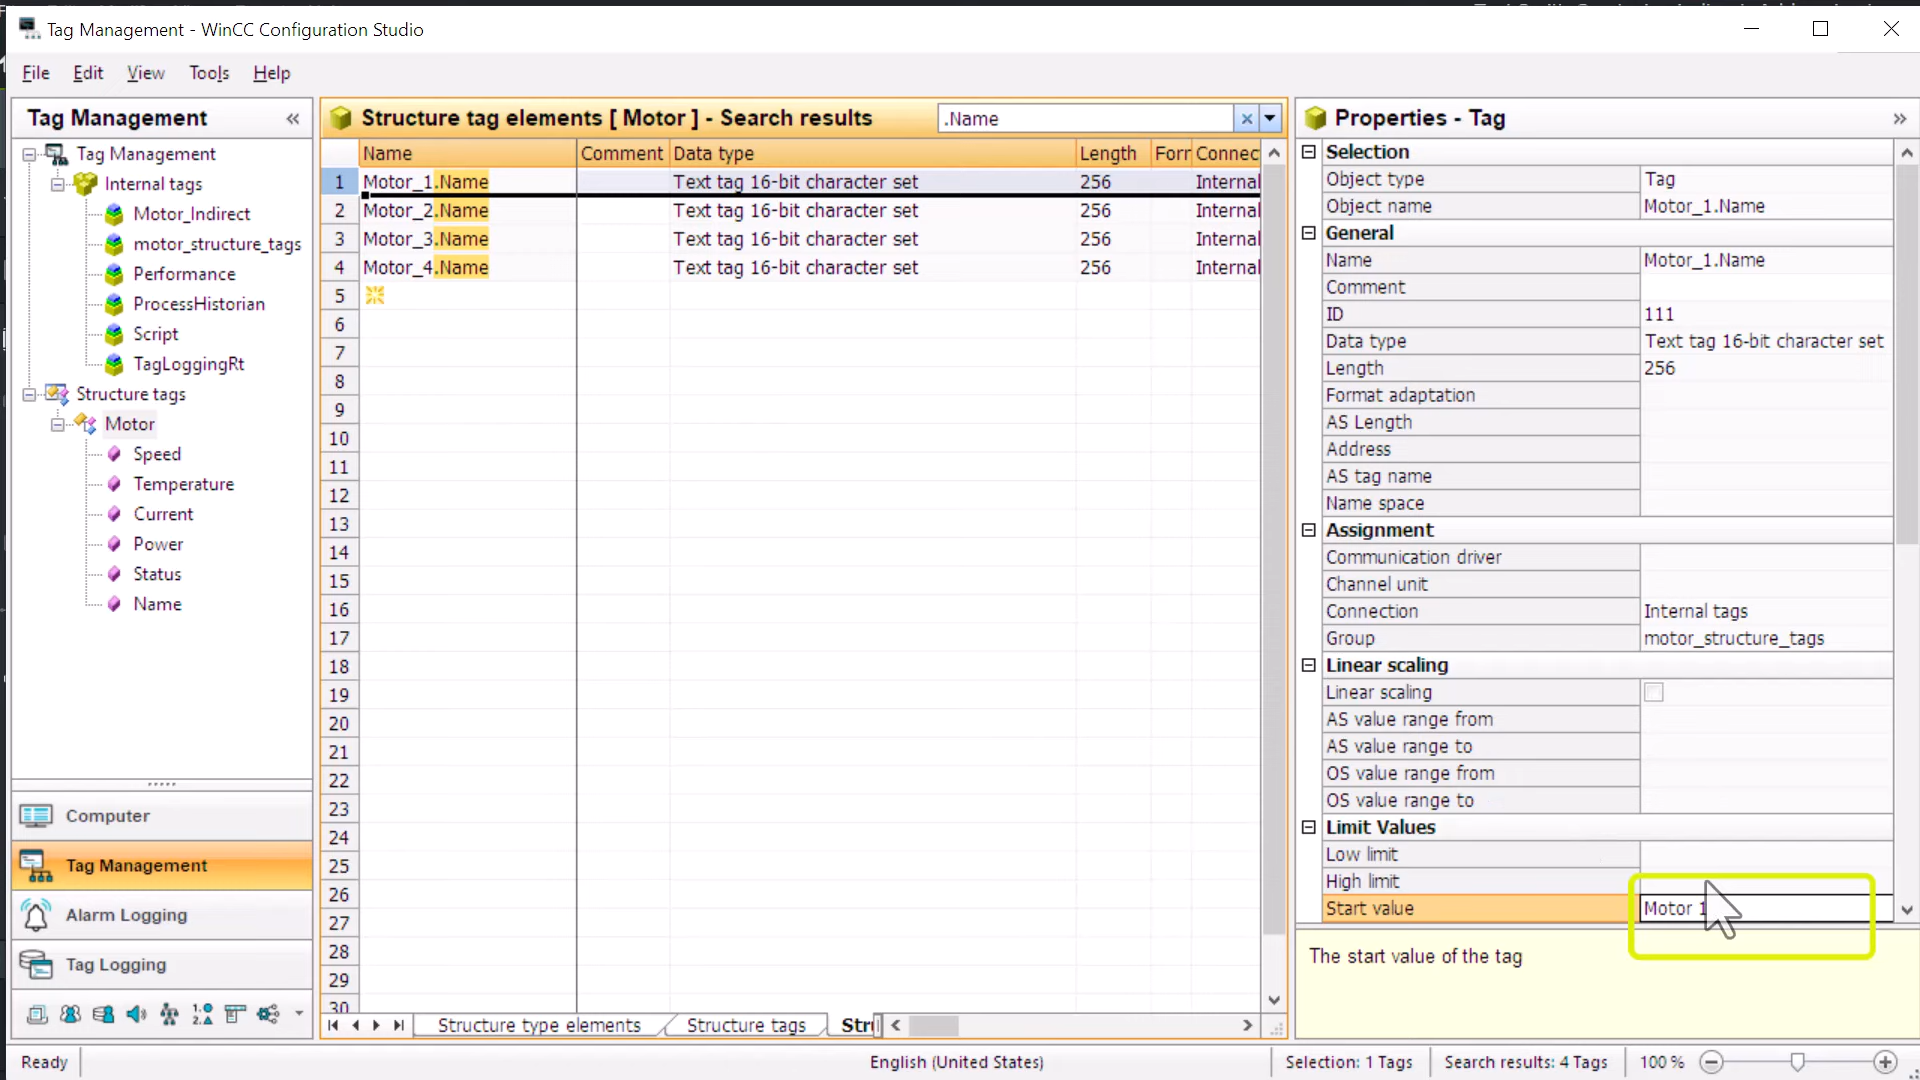 Tag Management - WinCC Configuration Studio
File Edit View Tools Help
Tag Management «
Tag Management
Internal tags
Motor_Indirect
motor_structure_tags
Performance
ProcessHistorian
Script
TagLoggingRt
Structure tags
Motor
Speed
Temperature
Current
Power
Status
Name
Computer
Tag Management
Alarm Logging
Tag Logging
Structure tag elements [ Motor ] - Search results .Name
Name Comment Data type Length Forr Connec
1 Motor_1.Name Text tag 16-bit character set 256 Internal
2 Motor_2.Name Text tag 16-bit character set 256 Internal
3 Motor_3.Name Text tag 16-bit character set 256 Internal
4 Motor_4.Name Text tag 16-bit character set 256 Internal
5
6
7
8
9
10
11
12
13
14
15
16
17
18
19
20
21
22
23
24
25
26
27
28
29
30
Structure type elements Structure tags Stru
Properties - Tag »
Selection
Object type Tag
Object name Motor_1.Name
General
Name Motor_1.Name
Comment
ID 111
Data type Text tag 16-bit character set
Length 256
Format adaptation
AS Length
Address
AS tag name
Name space
Assignment
Communication driver
Channel unit
Connection Internal tags
Group motor_structure_tags
Linear scaling
Linear scaling
AS value range from
AS value range to
OS value range from
OS value range to
Limit Values
Low limit
High limit
Start value Motor 1
The start value of the tag
Ready English (United States) Selection: 1 Tags Search results: 4 Tags 100 %